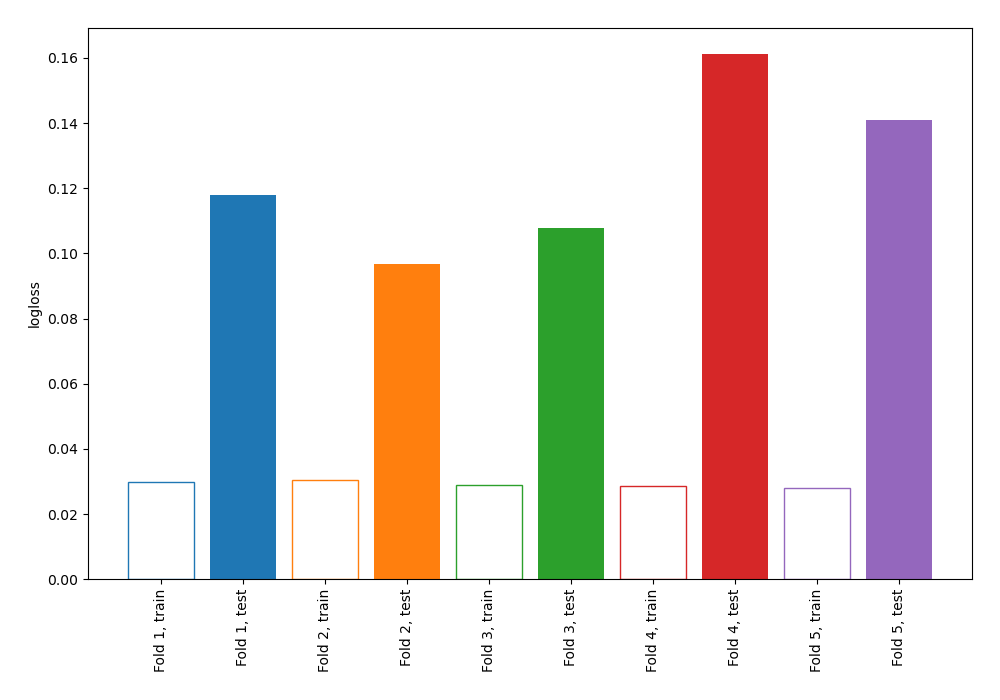 0.16
0.14
0.12
0.10
0.08
0.06
0.04
0.02
0.00
logloss
Fold 1, train
Fold 1, test
Fold 2, train
Fold 2, test
Fold 3, train
Fold 3, test
Fold 4, train
Fold 4, test
Fold 5, train
Fold 5, test